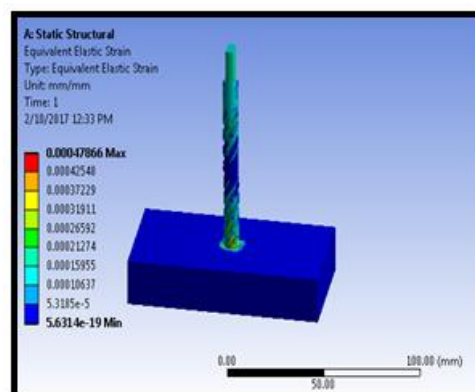 A: Static Structural
Equivalent Elastic Strain
Type: Equivalent Elastic Strain
Unit: mm/mm
Time: 1
2/18/2017 12:33 PM
0.00047866 Max
0.00042548
0.00037229
0.00031911
0.00026592
0.00021274
0.00015955
0.00010637
5.3185e-5
5.6314e-19 Min
0.00
100.00 (mm)
50.00